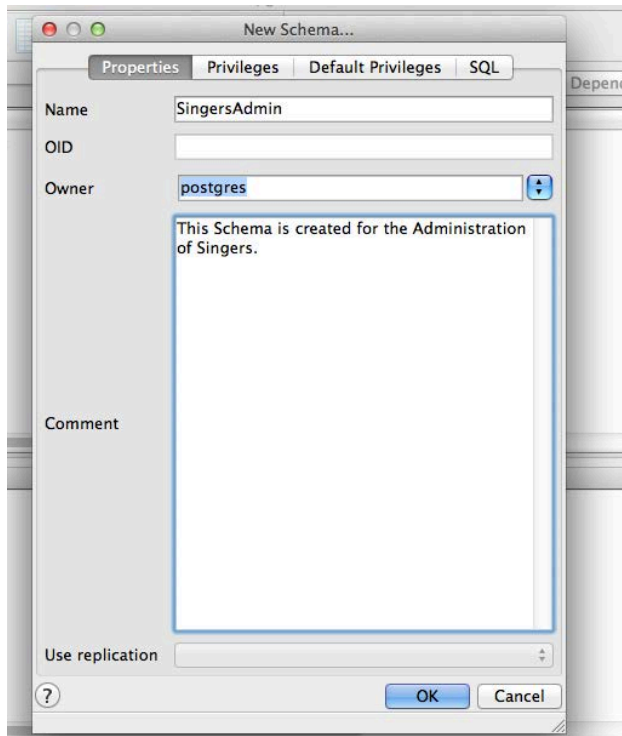 New Schema...
Properties Privileges Default Privileges SQL
Depen
Name SingersAdmin
OID
Owner postgres
This Schema is created for the Administration
of Singers.
Comment
Use replication
? OK Cancel